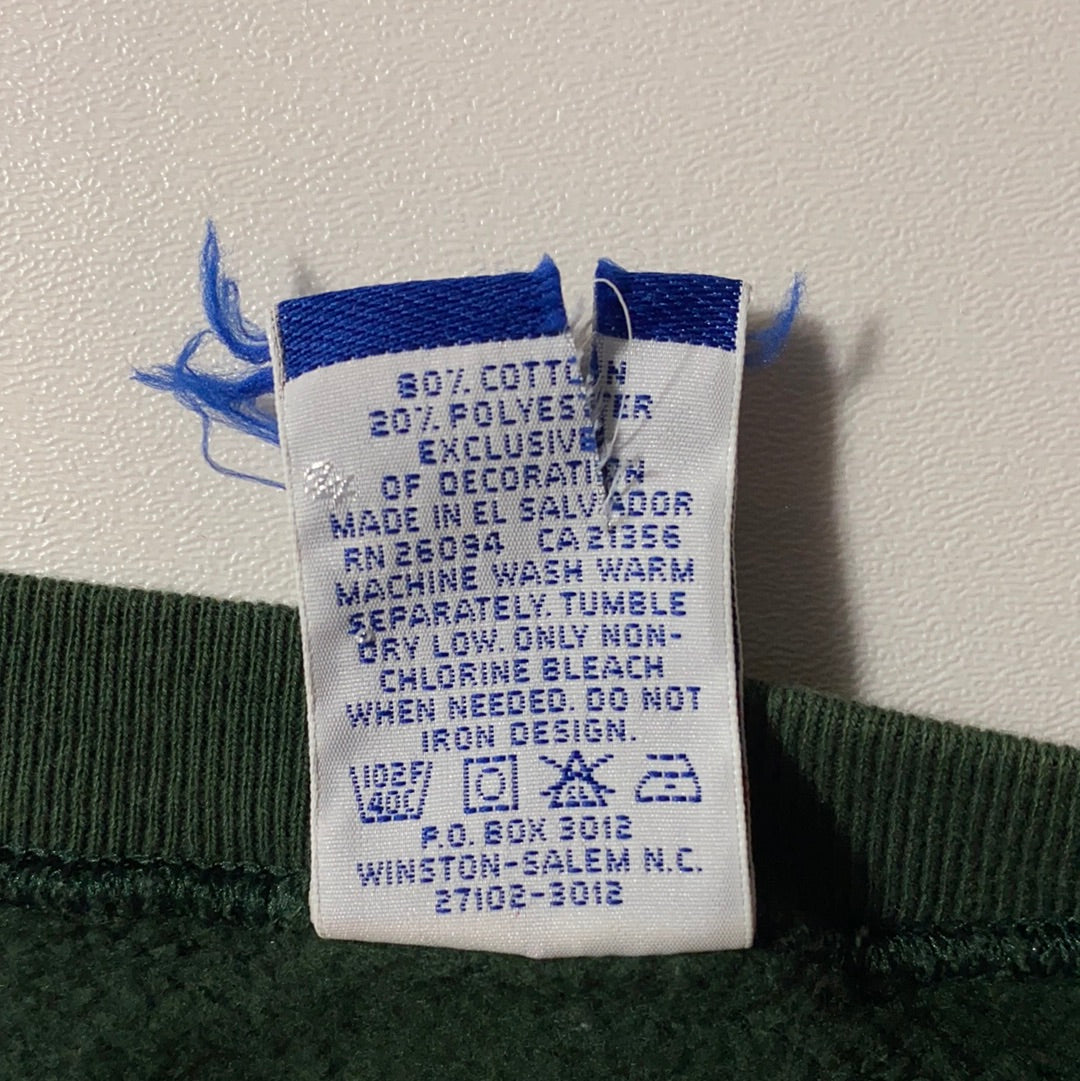 80% COTTON
20% POLYESTER
EXCLUSIVE
OF DECORATION
MADE IN EL SALVADOR
RN 26094 CA 21356
MACHINE WASH WARM
SEPARATELY. TUMBLE
DRY LOW. ONLY NON-
CHLORINE BLEACH
WHEN NEEDED. DO NOT
IRON DESIGN.
102F
40C CL
P.O. BOX 3012
WINSTON-SALEM N.C.
27102-3012